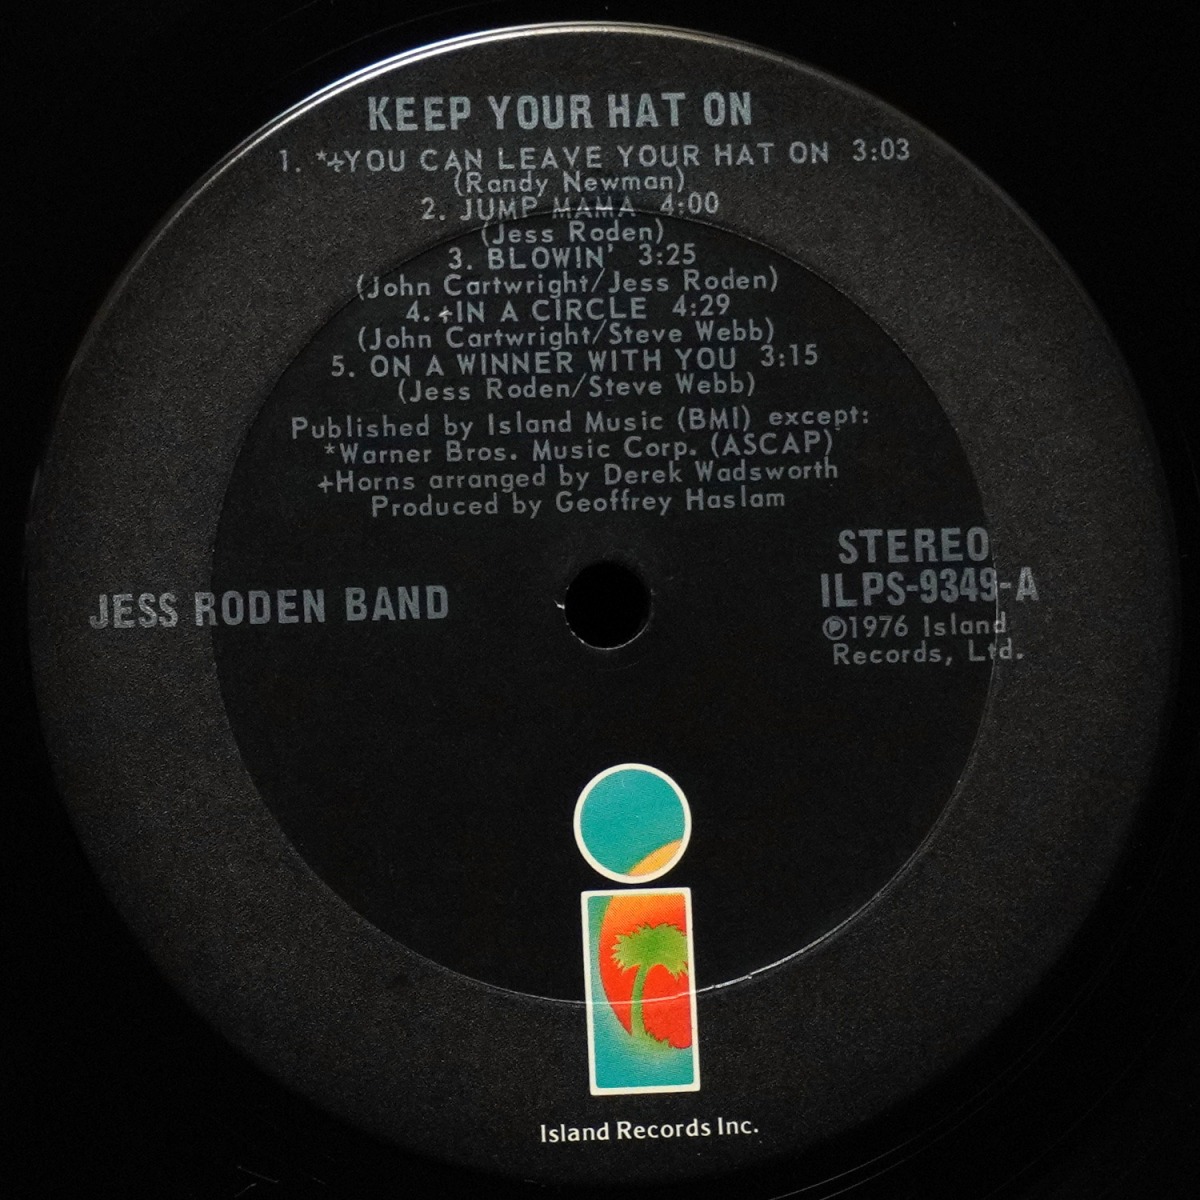 KEEP YOUR HAT ON
1. *+YOU CAN LEAVE YOUR HAT ON 3:03
(Randy Newman)
2. JUMP MAMA 4:00
(Jess Roden)
3. BLOWIN' 3:25
(John Cartwright/Jess Roden)
4. +IN A CIRCLE 4:29
(John Cartwright/Steve Webb)
5. ON A WINNER WITH YOU 3:15
(Jess Roden/Steve Webb)
Published by Island Music (BMI) except:
*Warner Bros. Music Corp. (ASCAP)
+Horns arranged by Derek Wadsworth
Produced by Geoffrey Haslam
JESS RODEN BAND
STEREO
ILPS-9349-A
℗1976 Island
Records, Ltd.
Island Records Inc.